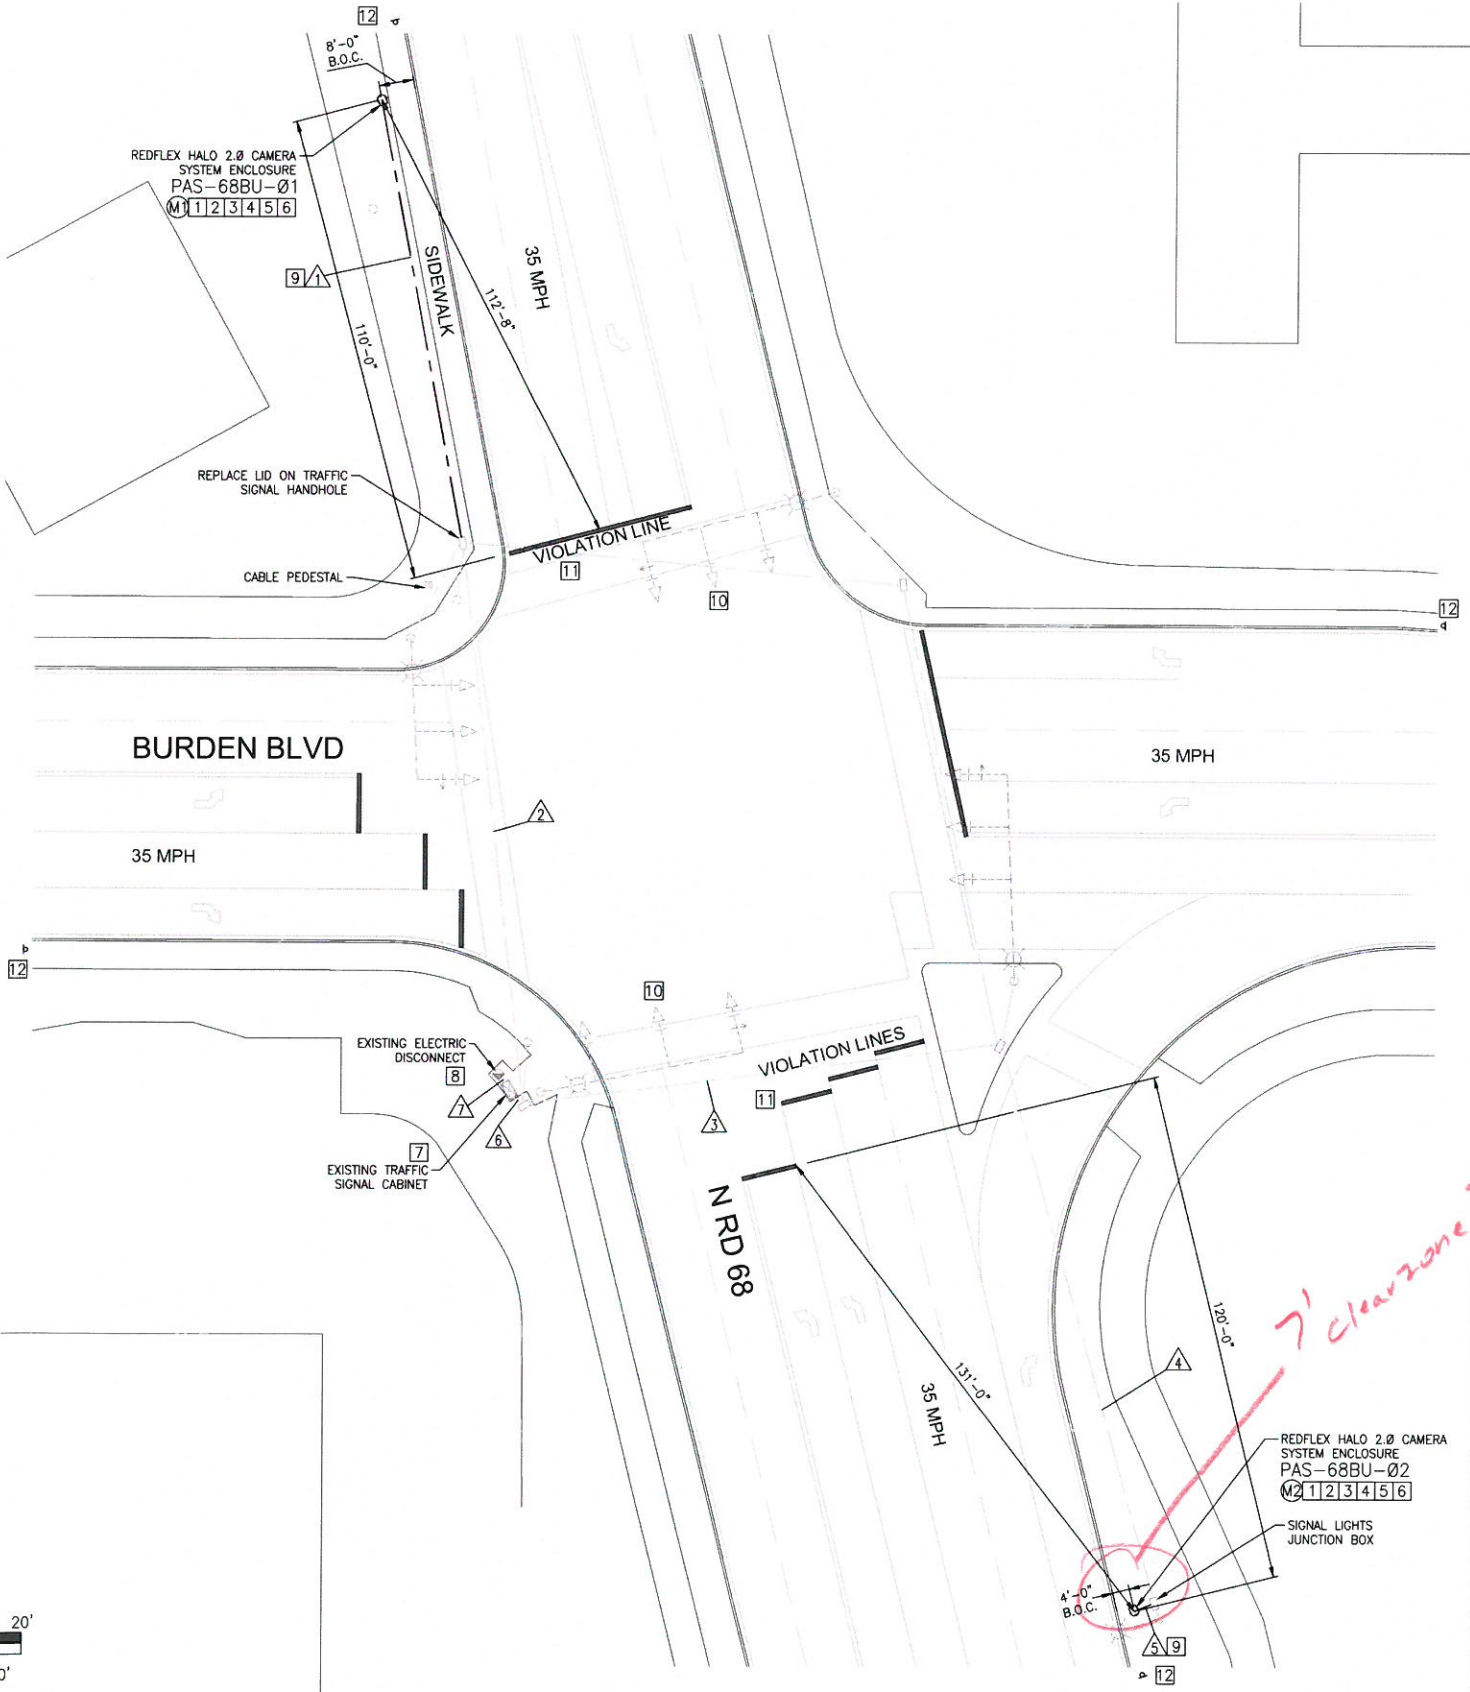 12
8'-0"
B.O.C.
REDFLEX HALO 2.0 CAMERA
SYSTEM ENCLOSURE
PAS-68BU-01
M1 1 2 3 4 5 6
9 1
SIDEWALK
35 MPH
112'-8"
110'-0"
REPLACE LID ON TRAFFIC
SIGNAL HANDHOLE
VIOLATION LINE
11
CABLE PEDESTAL
10
12
BURDEN BLVD
35 MPH
2
35 MPH
12
10
EXISTING ELECTRIC
DISCONNECT
8
VIOLATION LINES
11
7
3
6
7
EXISTING TRAFFIC
SIGNAL CABINET
N RD 68
7' clearzone
120'-0"
131'-0"
4
35 MPH
REDFLEX HALO 2.0 CAMERA
SYSTEM ENCLOSURE
PAS-68BU-02
M2 1 2 3 4 5 6
SIGNAL LIGHTS
JUNCTION BOX
4'-0"
B.O.C.
20'
5 9
12